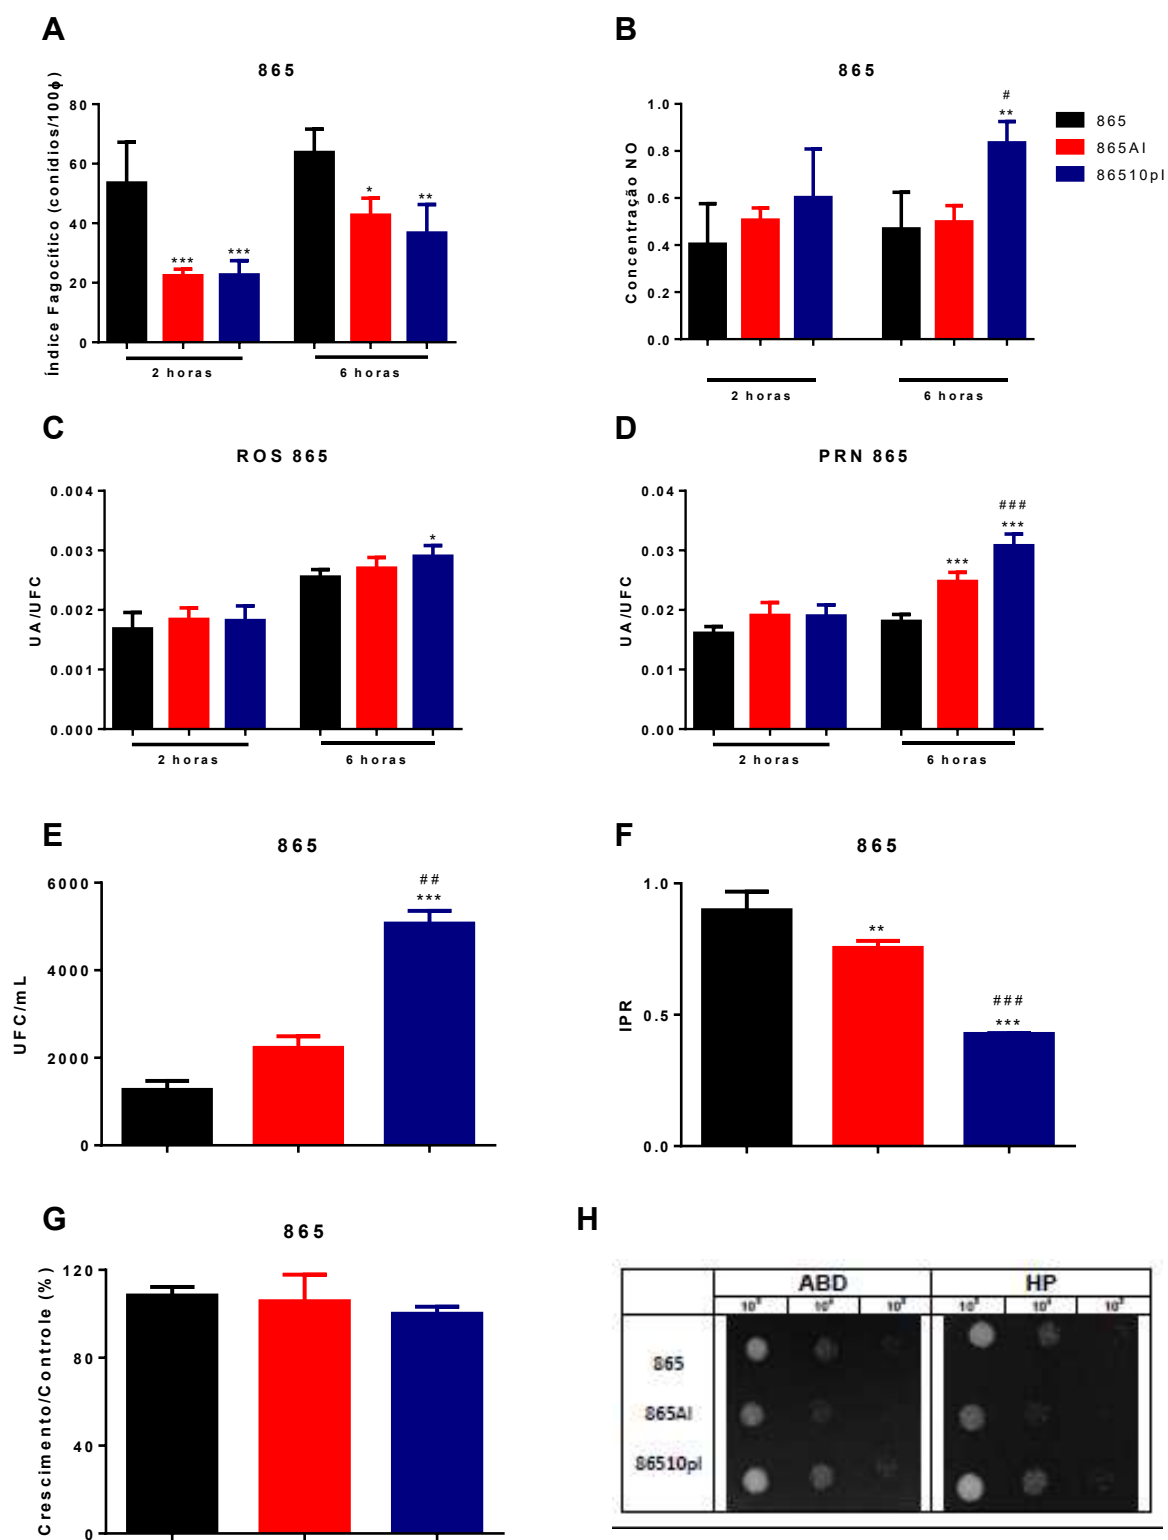 A
865
Índice Fagocítico (conídios/100ϕ)
80
60
40
20
0
***
***
*
**
2 horas
6 horas
B
865
Concentração NO
1.0
0.8
0.6
0.4
0.2
0.0
#
**
2 horas
6 horas
865
865AI
86510pI
C
ROS 865
UA/UFC
0.004
0.003
0.002
0.001
0.000
*
2 horas
6 horas
D
PRN 865
UA/UFC
0.04
0.03
0.02
0.01
0.00
***
###
***
2 horas
6 horas
E
865
UFC/mL
6000
4000
2000
0
##
***
F
865
IPR
1.0
0.5
0.0
**
###
***
G
865
Crescimento/Controle (%)
120
80
40
0
H
ABD HP
865
865AI
86510pI